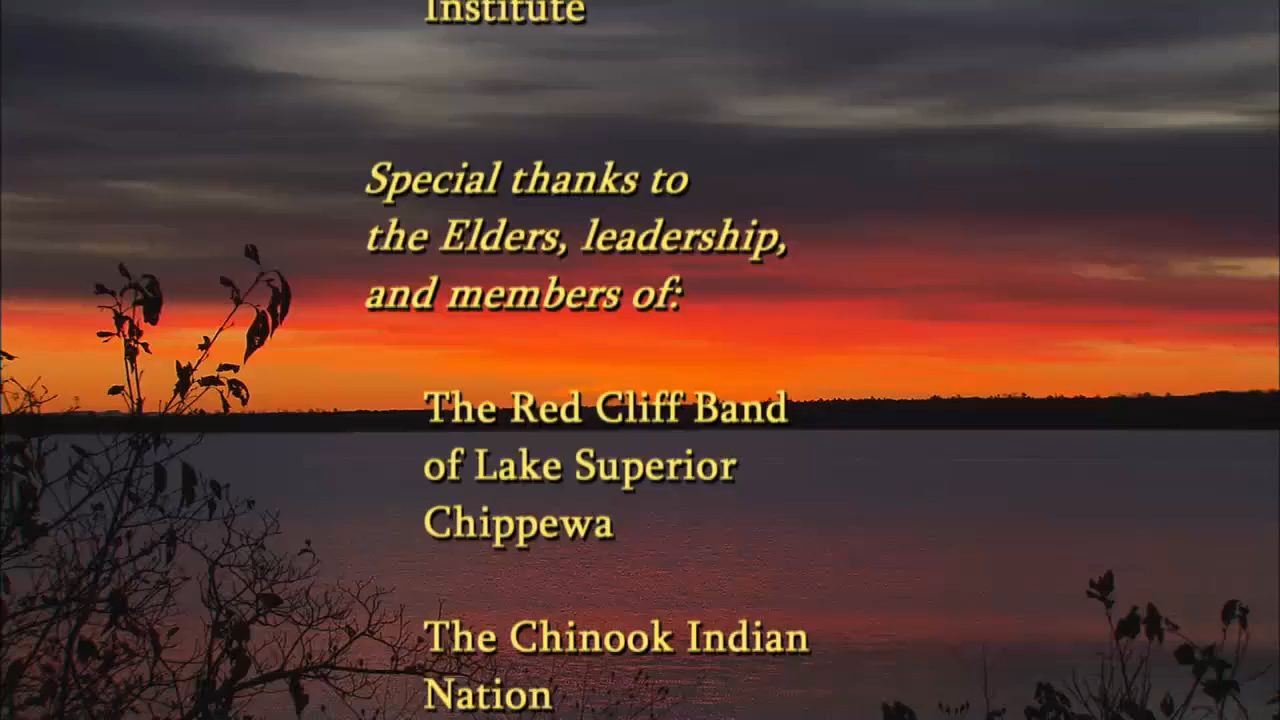 Institute
Special thanks to
the Elders, leadership,
and members of:
The Red Cliff Band
of Lake Superior
Chippewa
The Chinook Indian
Nation